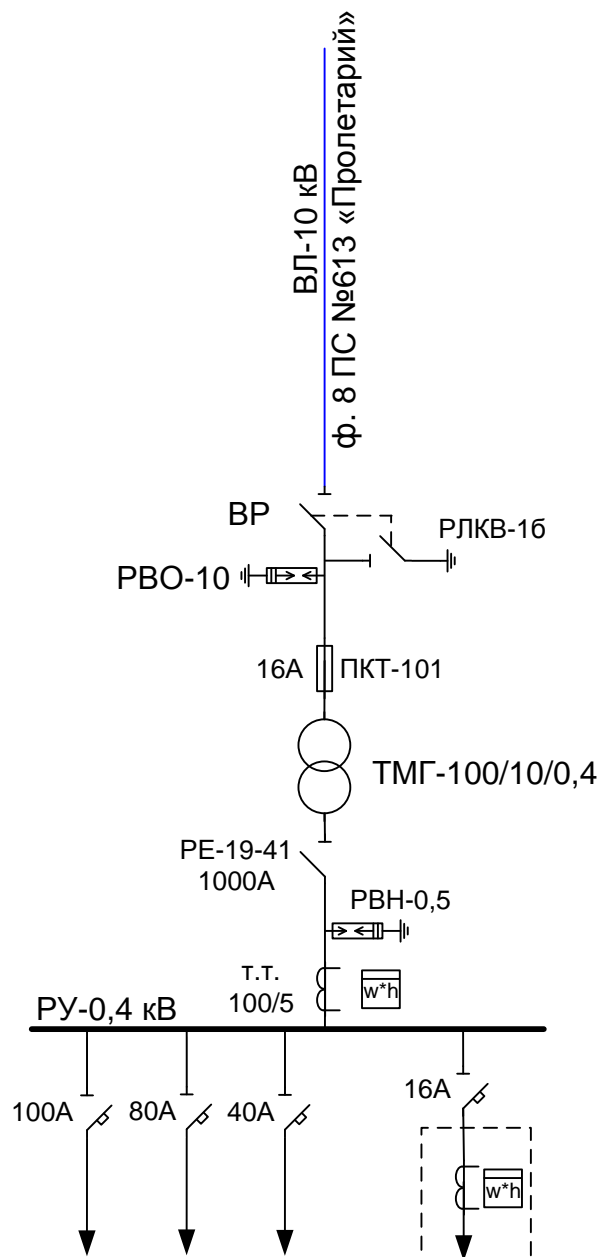 ВЛ-10 кВ
ф. 8 ПС №613 «Пролетарий»
ВР
РЛКВ-1б
РВО-10
16А
ПКТ-101
ТМГ-100/10/0,4
РЕ-19-41
1000А
РВН-0,5
т.т.
100/5
w*h
РУ-0,4 кВ
100А
80А
40А
16А
w*h